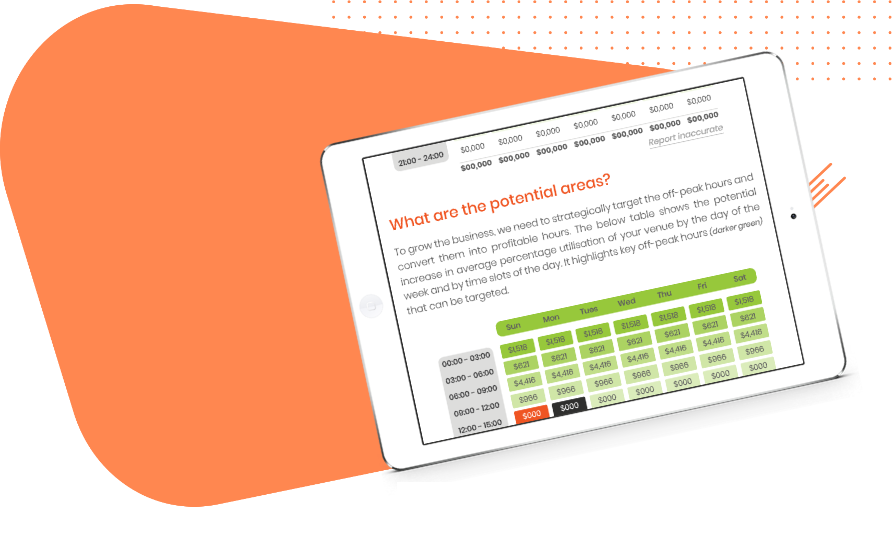 $0,000 $0,000 $0,000 $0,000 $0,000 $0,000 $0,000
21:00 - 24:00 $00,000 $00,000 $00,000 $00,000 $00,000 $00,000 $00,000
Report inaccurate
What are the potential areas?
To grow the business, we need to strategically target the off-peak hours and
convert them into profitable hours. The below table shows the potential
increase in average percentage utilisation of your venue by the day of the
week and by time slots of the day. It highlights key off-peak hours (darker green)
that can be targeted.
Sun Mon Tues Wed Thu Fri Sat
00:00 - 03:00 $1,518 $1,518 $1,518 $1,518 $1,518 $1,518 $1,518
03:00 - 06:00 $621 $621 $621 $621 $621 $621 $621
06:00 - 09:00 $4,416 $4,416 $4,416 $4,416 $4,416 $4,416 $4,416
09:00 - 12:00 $966 $966 $966 $966 $966 $966 $966
12:00 - 15:00 $000 $000 $000 $000 $000 $000 $000